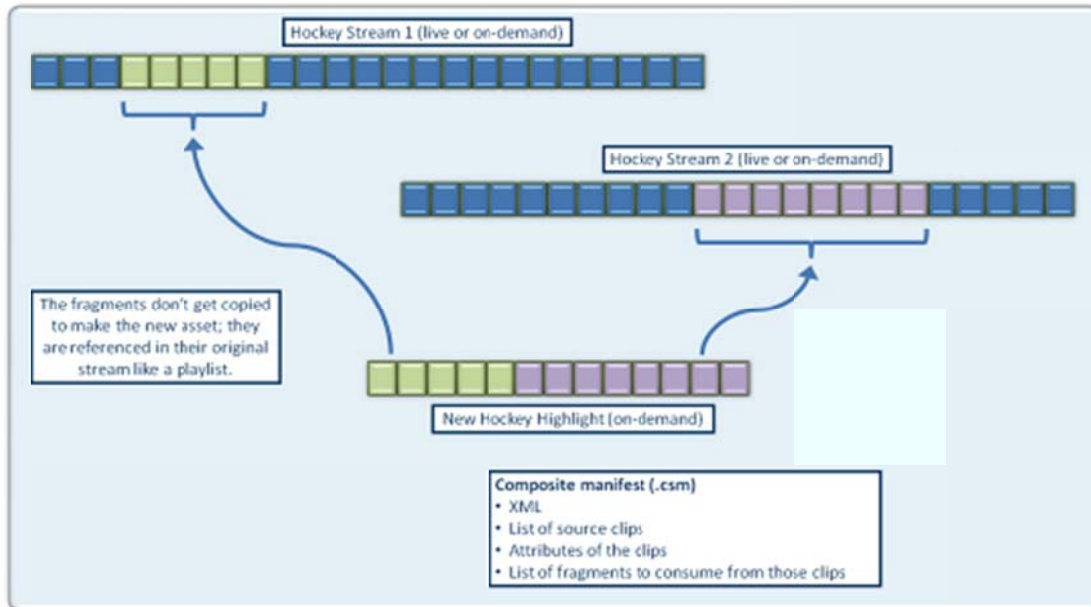 Hockey Stream 1 (live or on-demand)
Hockey Stream 2 (live or on-demand)
The fragments don't get copied
to make the new asset; they
are referenced in their original
stream like a playlist.
New Hockey Highlight (on-demand)
Composite manifest (.csm)
• XML
• List of source clips
• Attributes of the clips
• List of fragments to consume from those clips